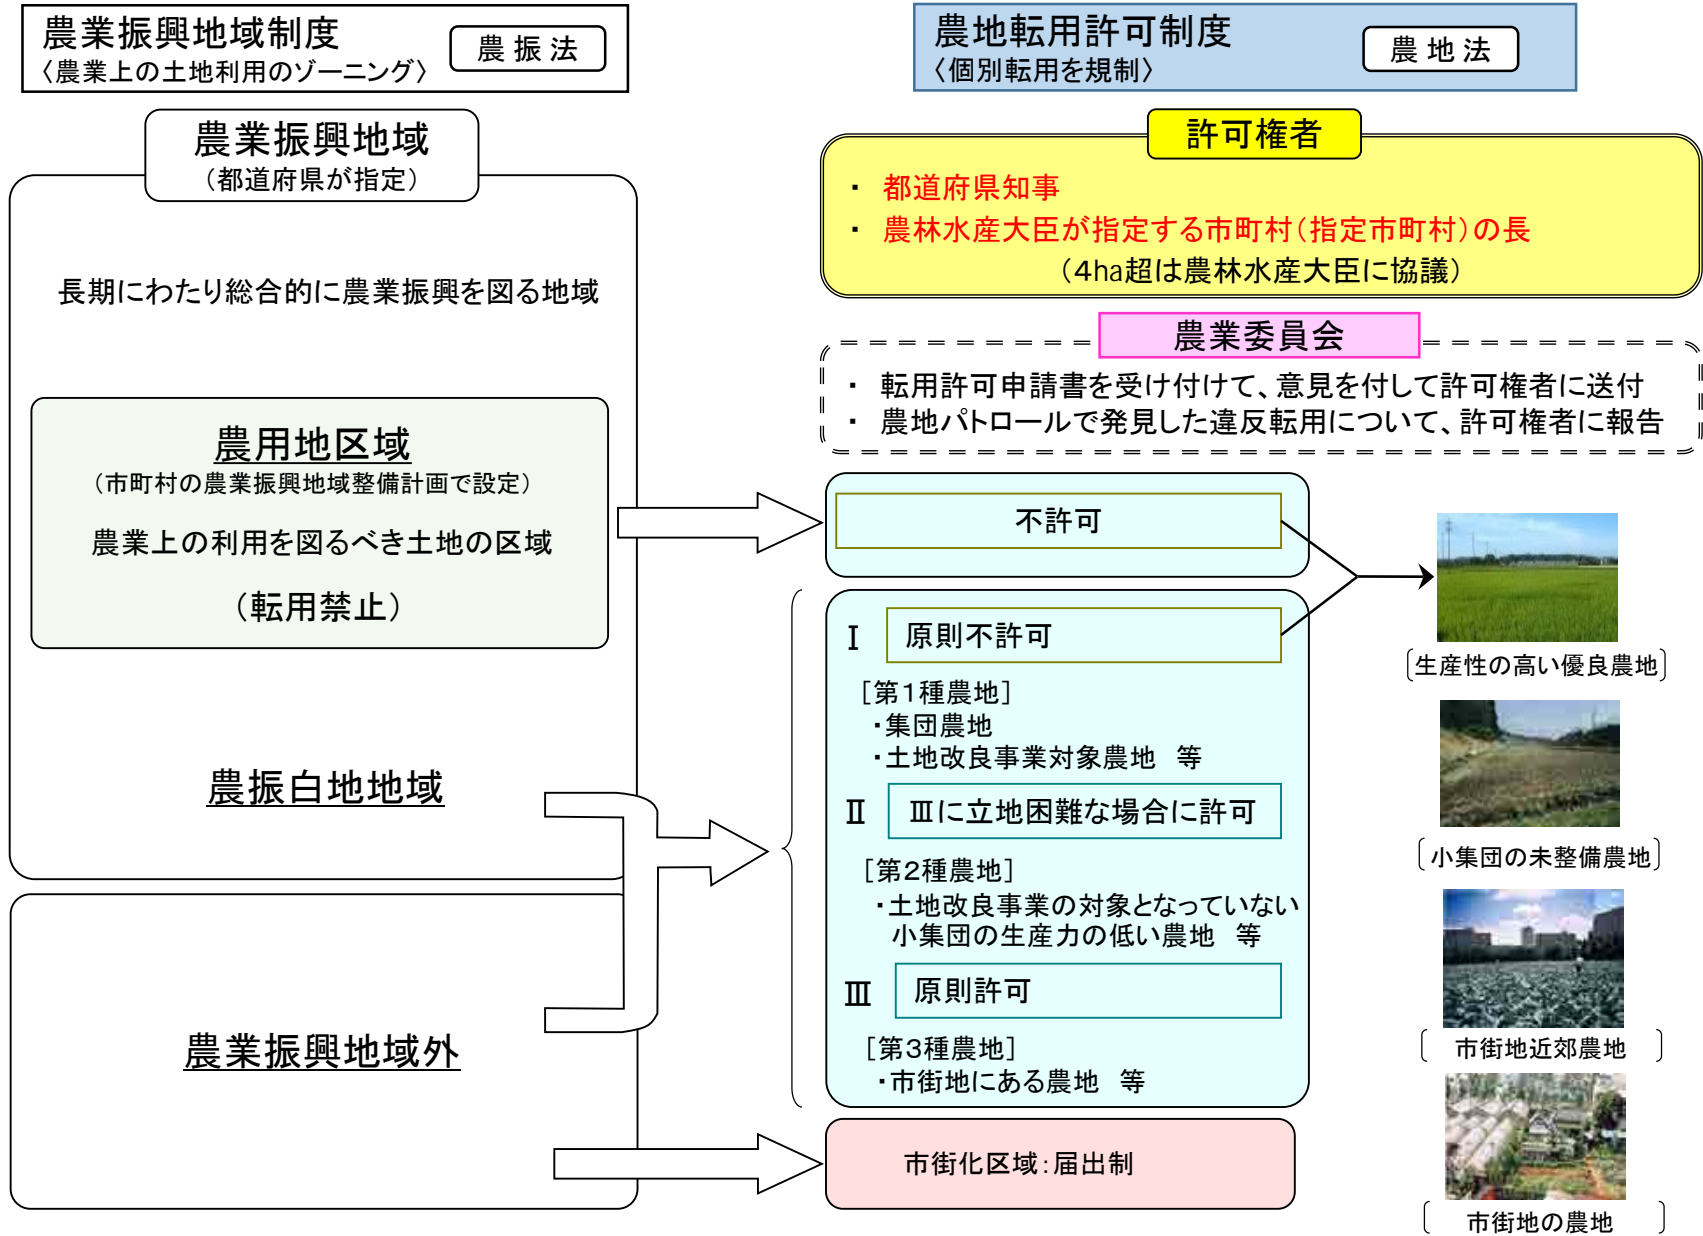 農業振興地域制度
〈農業上の土地利用のゾーニング〉
農振法
農業振興地域
（都道府県が指定）
長期にわたり総合的に農業振興を図る地域
農用地区域
（市町村の農業振興地域整備計画で設定）
農業上の利用を図るべき土地の区域
（転用禁止）
農振白地地域
農業振興地域外
農地転用許可制度
〈個別転用を規制〉
農地法
許可権者
・ 都道府県知事
・ 農林水産大臣が指定する市町村（指定市町村）の長
（4ha超は農林水産大臣に協議）
農業委員会
・ 転用許可申請書を受け付けて、意見を付して許可権者に送付
・ 農地パトロールで発見した違反転用について、許可権者に報告
不許可
Ⅰ 原則不許可
［第1種農地］
・集団農地
・土地改良事業対象農地 等
Ⅱ Ⅲに立地困難な場合に許可
［第2種農地］
・土地改良事業の対象となっていない
小集団の生産力の低い農地 等
Ⅲ 原則許可
［第3種農地］
・市街地にある農地 等
市街化区域：届出制
〔生産性の高い優良農地〕
〔小集団の未整備農地〕
〔 市街地近郊農地 〕
〔 市街地の農地 〕